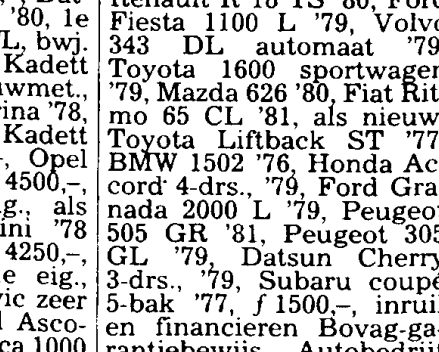 '80, 1e
L, bwj.
Kadett
wmet.,
ina '78,
Kadett
-, Opel
4500,-,
g., als
ini '78
4250,-,
e eig.,
vic zeer
l Asco-
ca 1000
Renault R 18 TS '80, Ford
Fiesta 1100 L '79, Volvo
343 DL automaat '79
Toyota 1600 sportwagen
'79, Mazda 626 '80, Fiat Rit-
mo 65 CL '81, als nieuw
Toyota Liftback ST '77
BMW 1502 '76, Honda Ac-
cord 4-drs., '79, Ford Gra-
nada 2000 L '79, Peugeot
505 GR '81, Peugeot 305
GL '79, Datsun Cherry
3-drs., '79, Subaru coupé
5-bak '77, ƒ 1500,-, inruil
en financieren Bovag-ga-
rantiebewijs. Autobedrijf